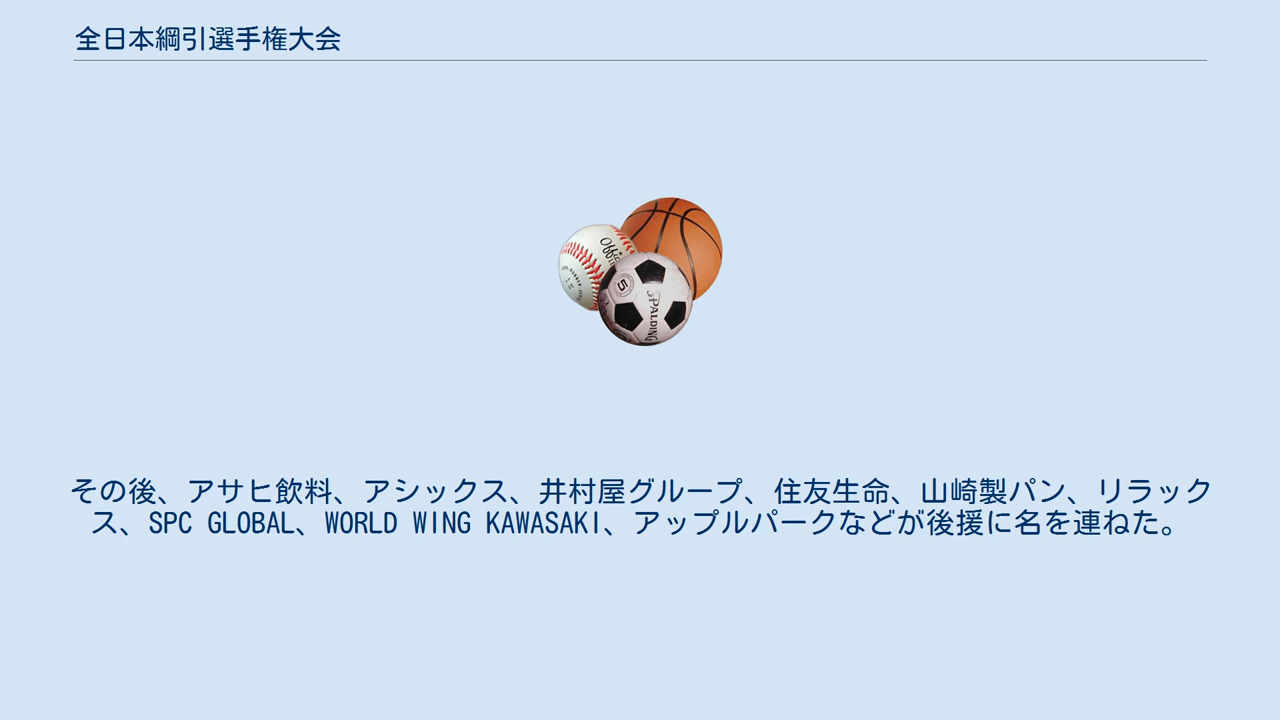 全日本綱引選手権大会
SPALDING
5
その後、アサヒ飲料、アシックス、井村屋グループ、住友生命、山崎製パン、リラック
ス、SPC GLOBAL、WORLD WING KAWASAKI、アップルパークなどが後援に名を連ねた。